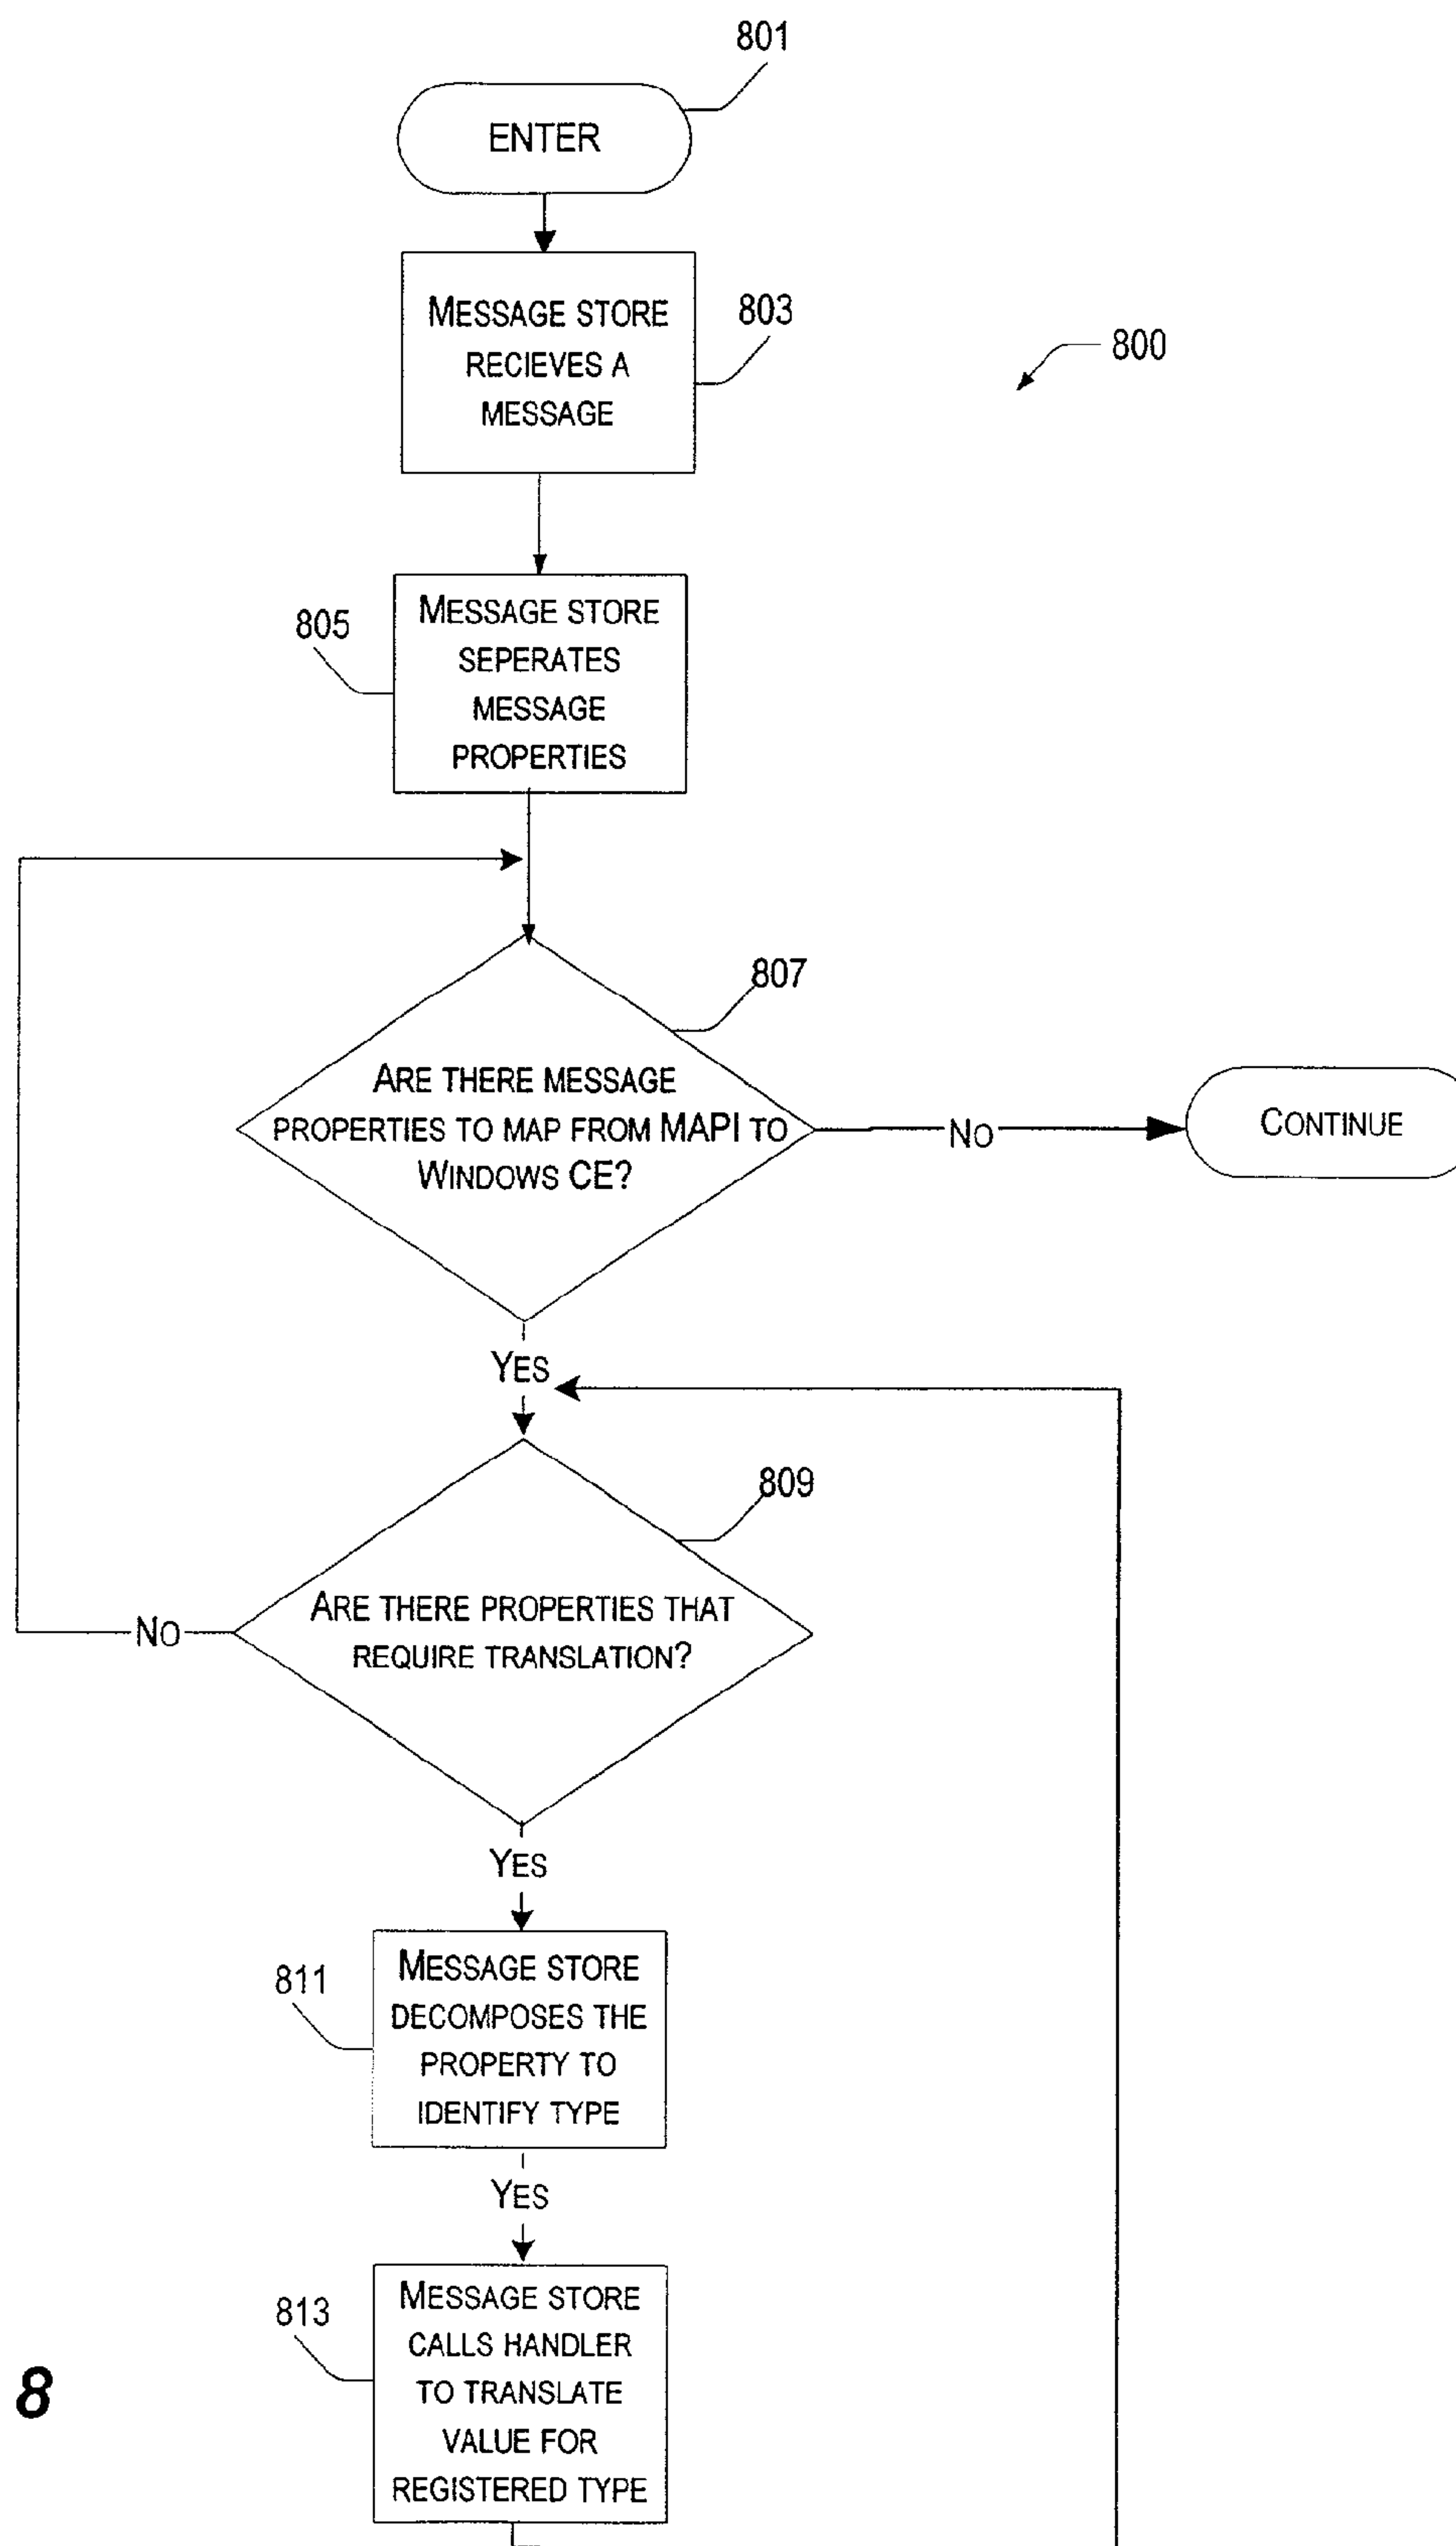 801
ENTER
MESSAGE STORE
RECIEVES A
MESSAGE
803
800
805
MESSAGE STORE
SEPERATES
MESSAGE
PROPERTIES
807
ARE THERE MESSAGE
PROPERTIES TO MAP FROM MAPI TO
WINDOWS CE?
NO
CONTINUE
YES
809
ARE THERE PROPERTIES THAT
REQUIRE TRANSLATION?
NO
YES
811
MESSAGE STORE
DECOMPOSES THE
PROPERTY TO
IDENTIFY TYPE
YES
813
MESSAGE STORE
CALLS HANDLER
TO TRANSLATE
VALUE FOR
REGISTERED TYPE
8